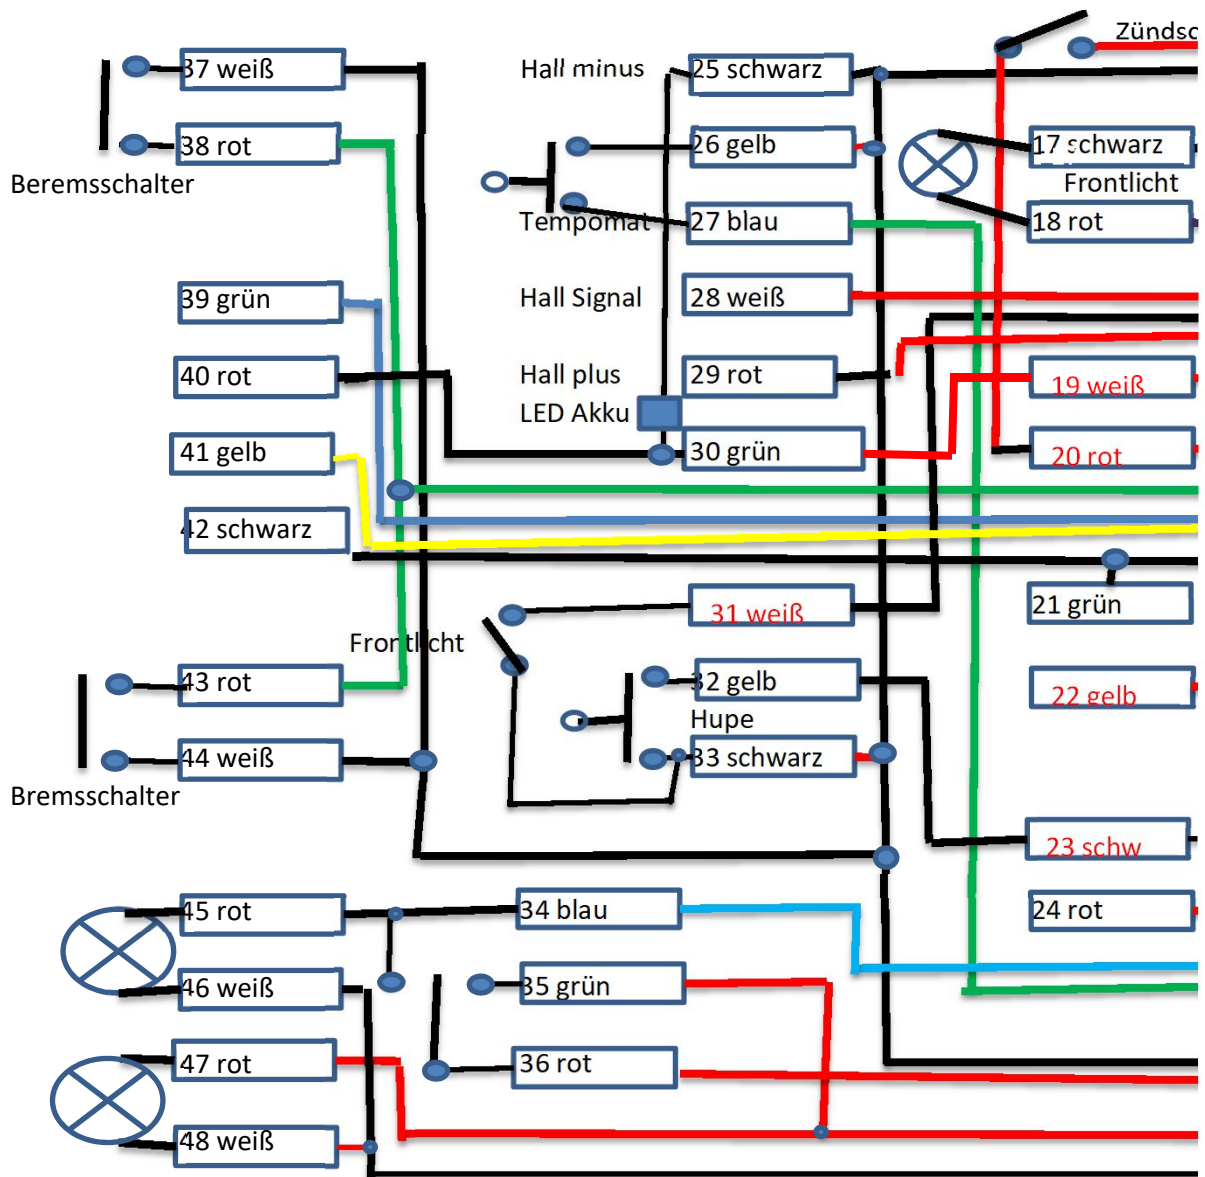 Zündsc
37 weiß
Hall minus
25 schwarz
38 rot
26 gelb
17 schwarz
Beremsschalter
Frontlicht
Tempomat
27 blau
18 rot
39 grün
Hall Signal
28 weiß
40 rot
Hall plus
29 rot
19 weiß
LED Akku
41 gelb
30 grün
20 rot
42 schwarz
31 weiß
21 grün
Frontlicht
43 rot
32 gelb
22 gelb
Hupe
44 weiß
33 schwarz
Bremsschalter
23 schw
45 rot
34 blau
24 rot
46 weiß
35 grün
47 rot
36 rot
48 weiß